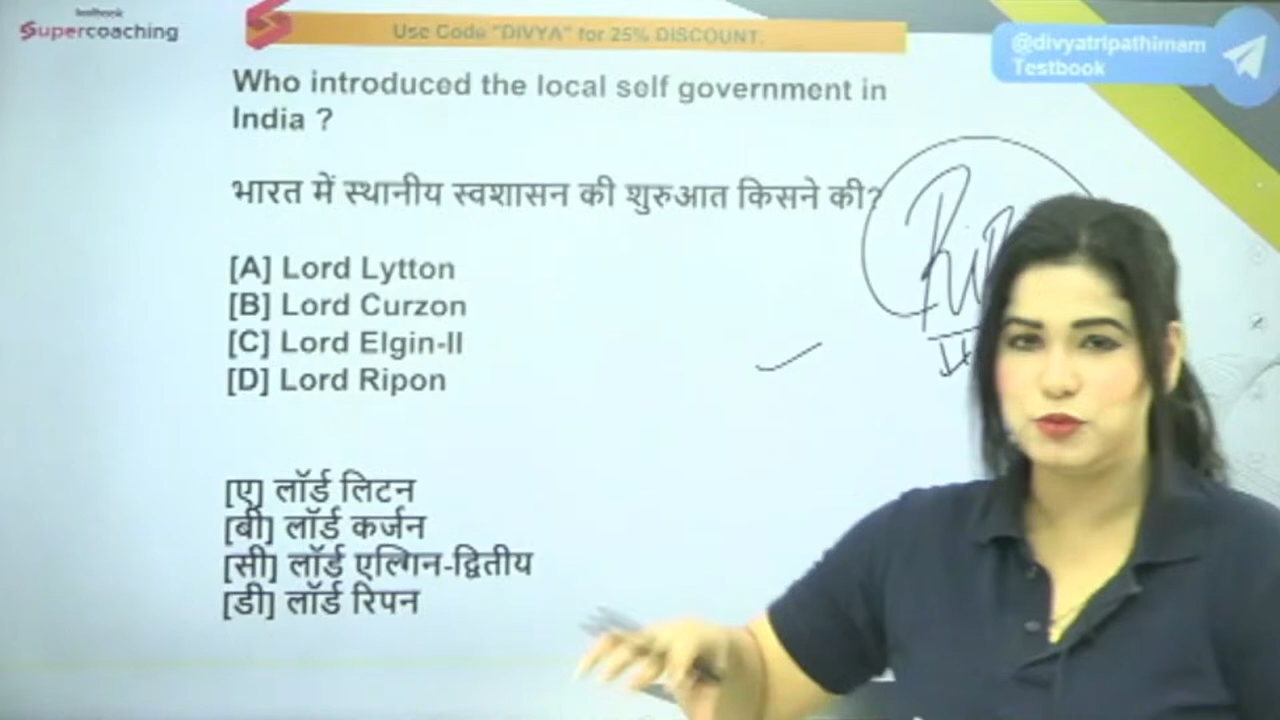 testbook
Supercoaching
Use Code "DIVYA" for 25% DISCOUNT.
@divyatripathimam
Testbook
Who introduced the local self government in
India ?
भारत में स्थानीय स्वशासन की शुरुआत किसने की?
[A] Lord Lytton
[B] Lord Curzon
[C] Lord Elgin-II
[D] Lord Ripon
[ए] लॉर्ड लिटन
[बी] लॉर्ड कर्जन
[सी] लॉर्ड एल्गिन-द्वितीय
[डी] लॉर्ड रिपन